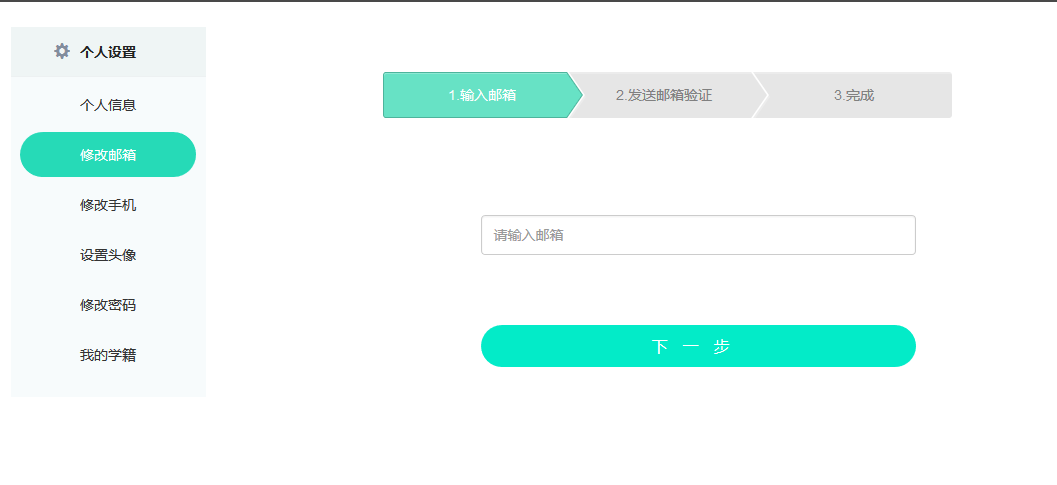 个人设置
个人信息
修改邮箱
修改手机
设置头像
修改密码
我的学籍
1.输入邮箱
2.发送邮箱验证
3.完成
请输入邮箱
下 一 步